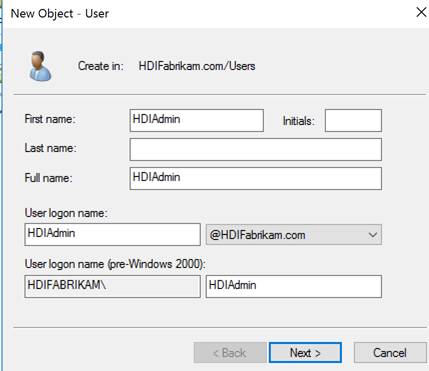 New Object - User
Create in: HDIFabrikam.com/Users
First name: HDIAdmin Initials:
Last name:
Full name: HDIAdmin
User logon name:
HDIAdmin @HDIFabrikam.com
User logon name (pre-Windows 2000):
HDIFABRIKAM\ HDIAdmin
< Back Next > Cancel